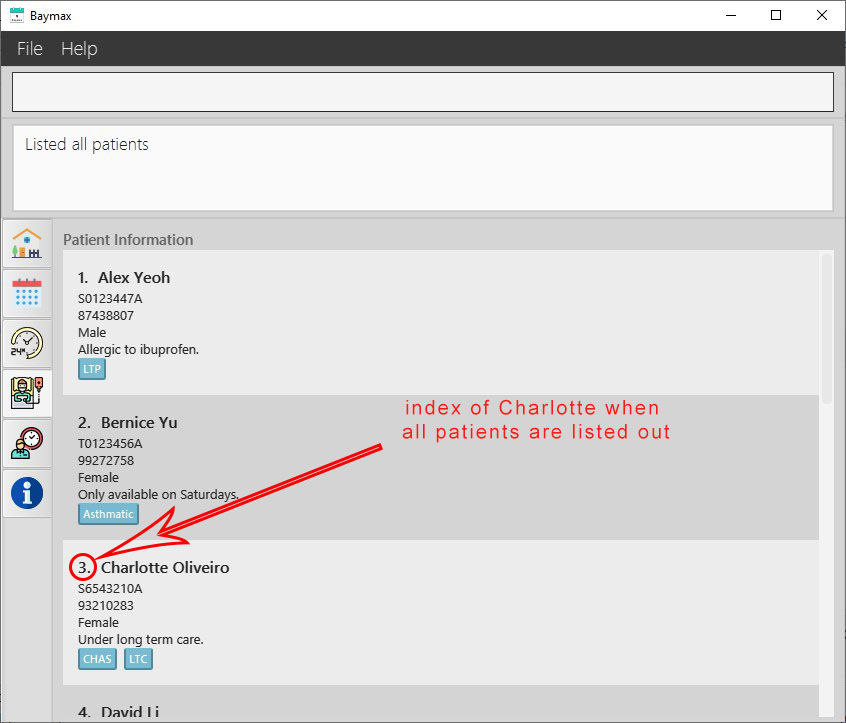 Baymax
File Help
Listed all patients
Patient Information
1. Alex Yeoh
S0123447A
87438807
Male
Allergic to ibuprofen.
LTP
index of Charlotte when
all patients are listed out
2. Bernice Yu
T0123456A
99272758
Female
Only available on Saturdays.
Asthmatic
3. Charlotte Oliveiro
S6543210A
93210283
Female
Under long term care.
CHAS LTC
4. David Li
24H